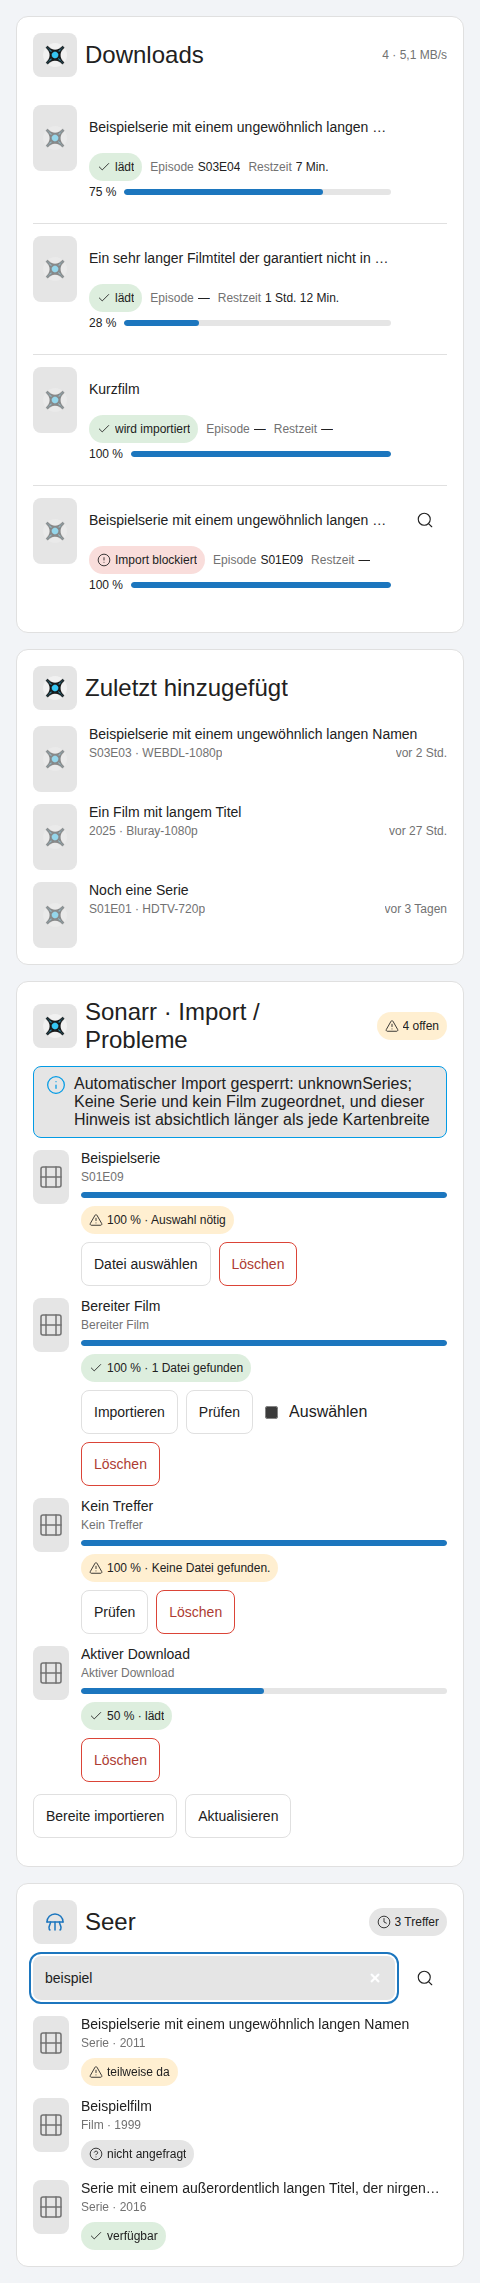 Downloads 4 · 5,1 MB/s
Beispielserie mit einem ungewöhnlich langen …
lädt Episode S03E04 Restzeit 7 Min.
75 %
Ein sehr langer Filmtitel der garantiert nicht in …
lädt Episode — Restzeit 1 Std. 12 Min.
28 %
Kurzfilm
wird importiert Episode — Restzeit —
100 %
Beispielserie mit einem ungewöhnlich langen …
Import blockiert Episode S01E09 Restzeit —
100 %
Zuletzt hinzugefügt
Beispielserie mit einem ungewöhnlich langen Namen
S03E03 · WEBDL-1080p vor 2 Std.
Ein Film mit langem Titel
2025 · Bluray-1080p vor 27 Std.
Noch eine Serie
S01E01 · HDTV-720p vor 3 Tagen
Sonarr · Import /
Probleme
4 offen
Automatischer Import gesperrt: unknownSeries;
Keine Serie und kein Film zugeordnet, und dieser
Hinweis ist absichtlich länger als jede Kartenbreite
Beispielserie
S01E09
100 % · Auswahl nötig
Datei auswählen Löschen
Bereiter Film
Bereiter Film
100 % · 1 Datei gefunden
Importieren Prüfen Auswählen
Löschen
Kein Treffer
Kein Treffer
100 % · Keine Datei gefunden.
Prüfen Löschen
Aktiver Download
Aktiver Download
50 % · lädt
Löschen
Bereite importieren Aktualisieren
Seer 3 Treffer
beispiel
Beispielserie mit einem ungewöhnlich langen Namen
Serie · 2011
teilweise da
Beispielfilm
Film · 1999
nicht angefragt
Serie mit einem außerordentlich langen Titel, der nirgen…
Serie · 2016
verfügbar